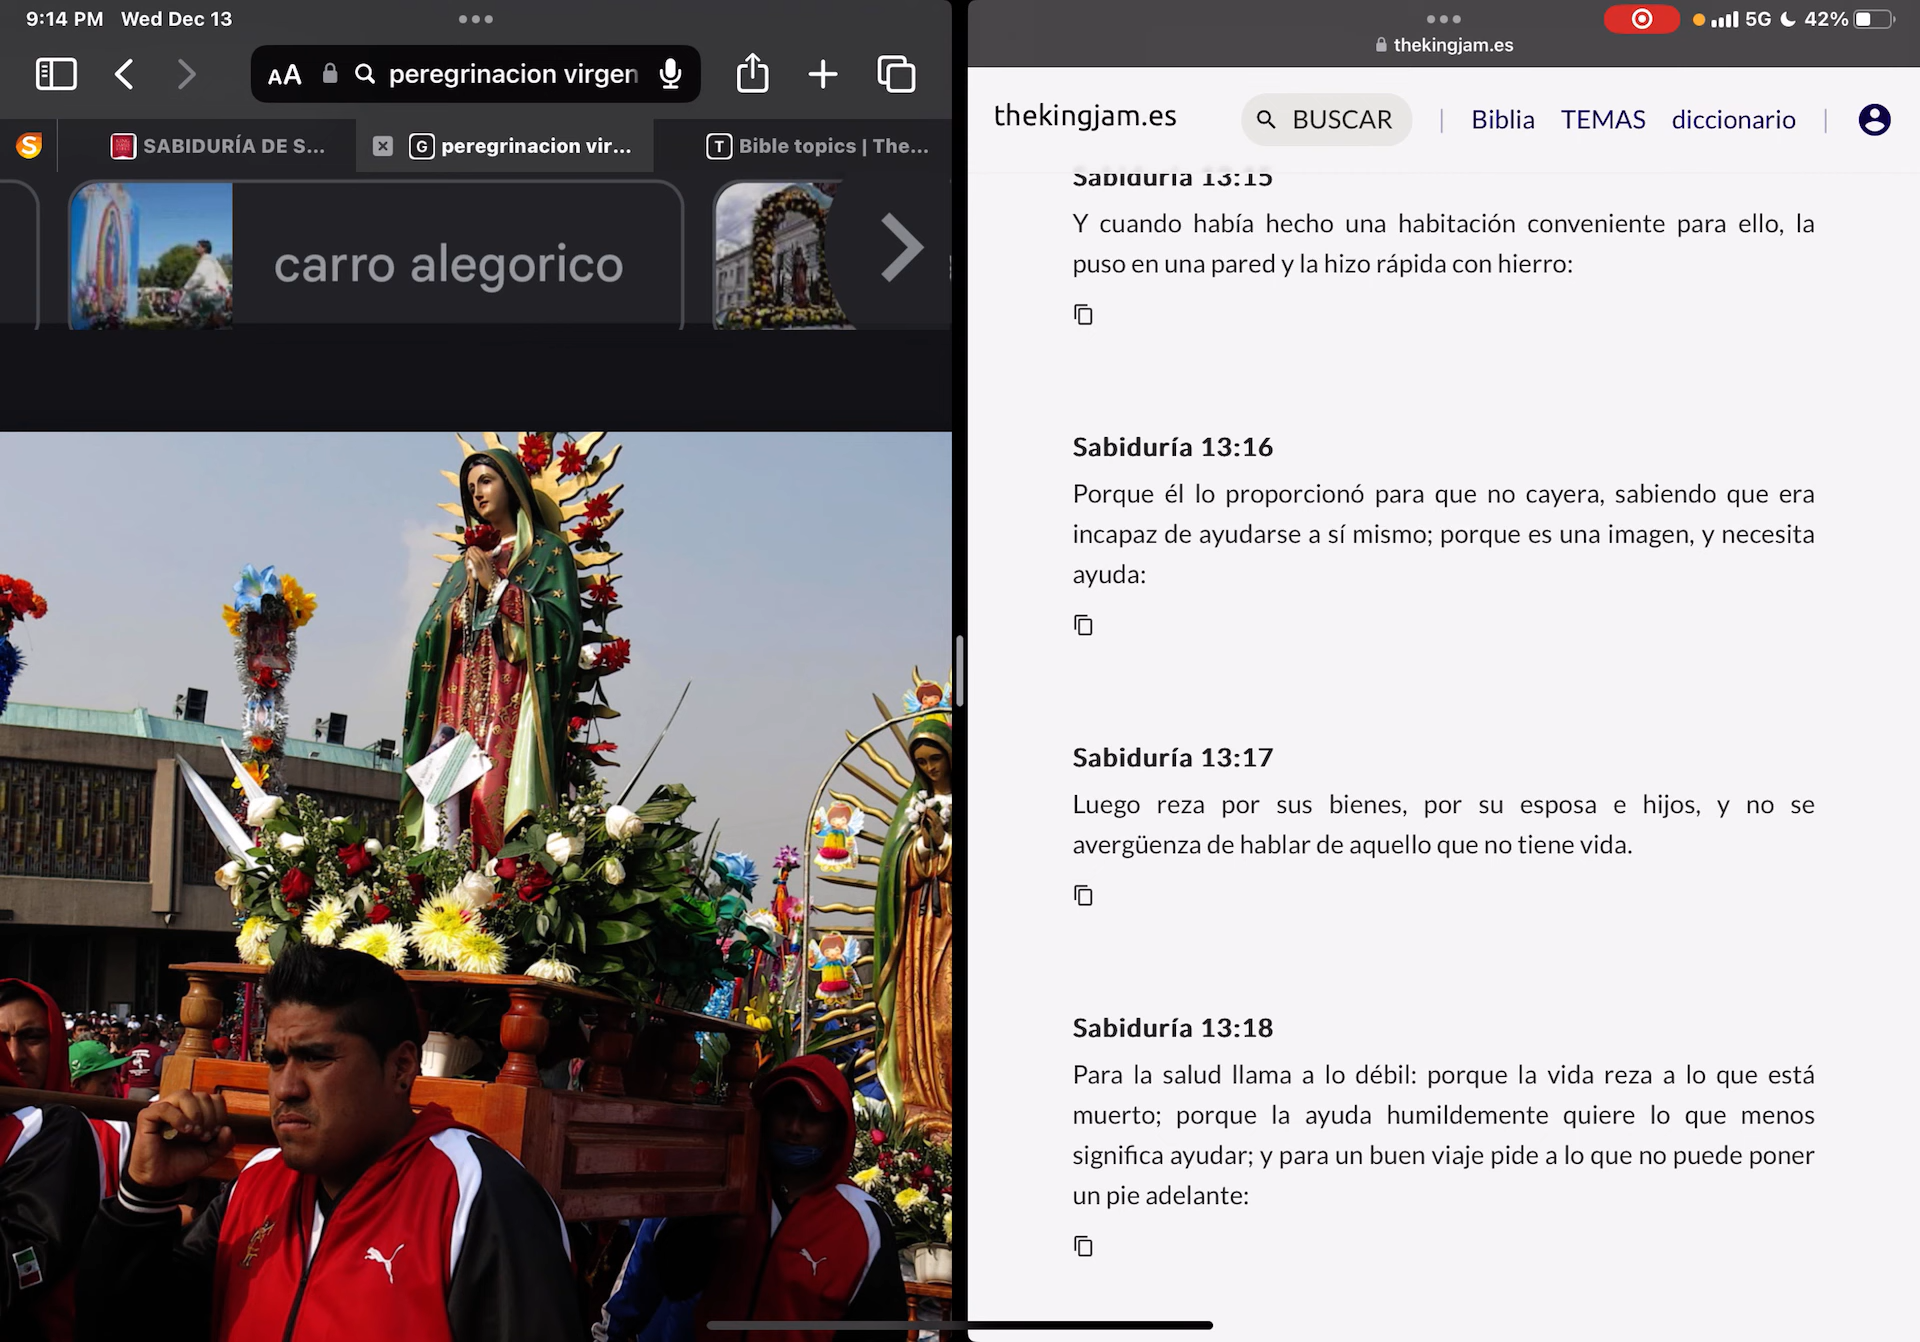 9:14 PM Wed Dec 13
AA peregrinacion virgen
S
SABIDURÍA DE S...
G peregrinacion vir...
T Bible topics | The...
carro alegorico
5G 42%
thekingjam.es
thekingjam.es
BUSCAR | Biblia TEMAS diccionario |
Sabiduría 13:15
Y cuando había hecho una habitación conveniente para ello, la
puso en una pared y la hizo rápida con hierro:
Sabiduría 13:16
Porque él lo proporcionó para que no cayera, sabiendo que era
incapaz de ayudarse a sí mismo; porque es una imagen, y necesita
ayuda:
Sabiduría 13:17
Luego reza por sus bienes, por su esposa e hijos, y no se
avergüenza de hablar de aquello que no tiene vida.
Sabiduría 13:18
Para la salud llama a lo débil: porque la vida reza a lo que está
muerto; porque la ayuda humildemente quiere lo que menos
significa ayudar; y para un buen viaje pide a lo que no puede poner
un pie adelante: